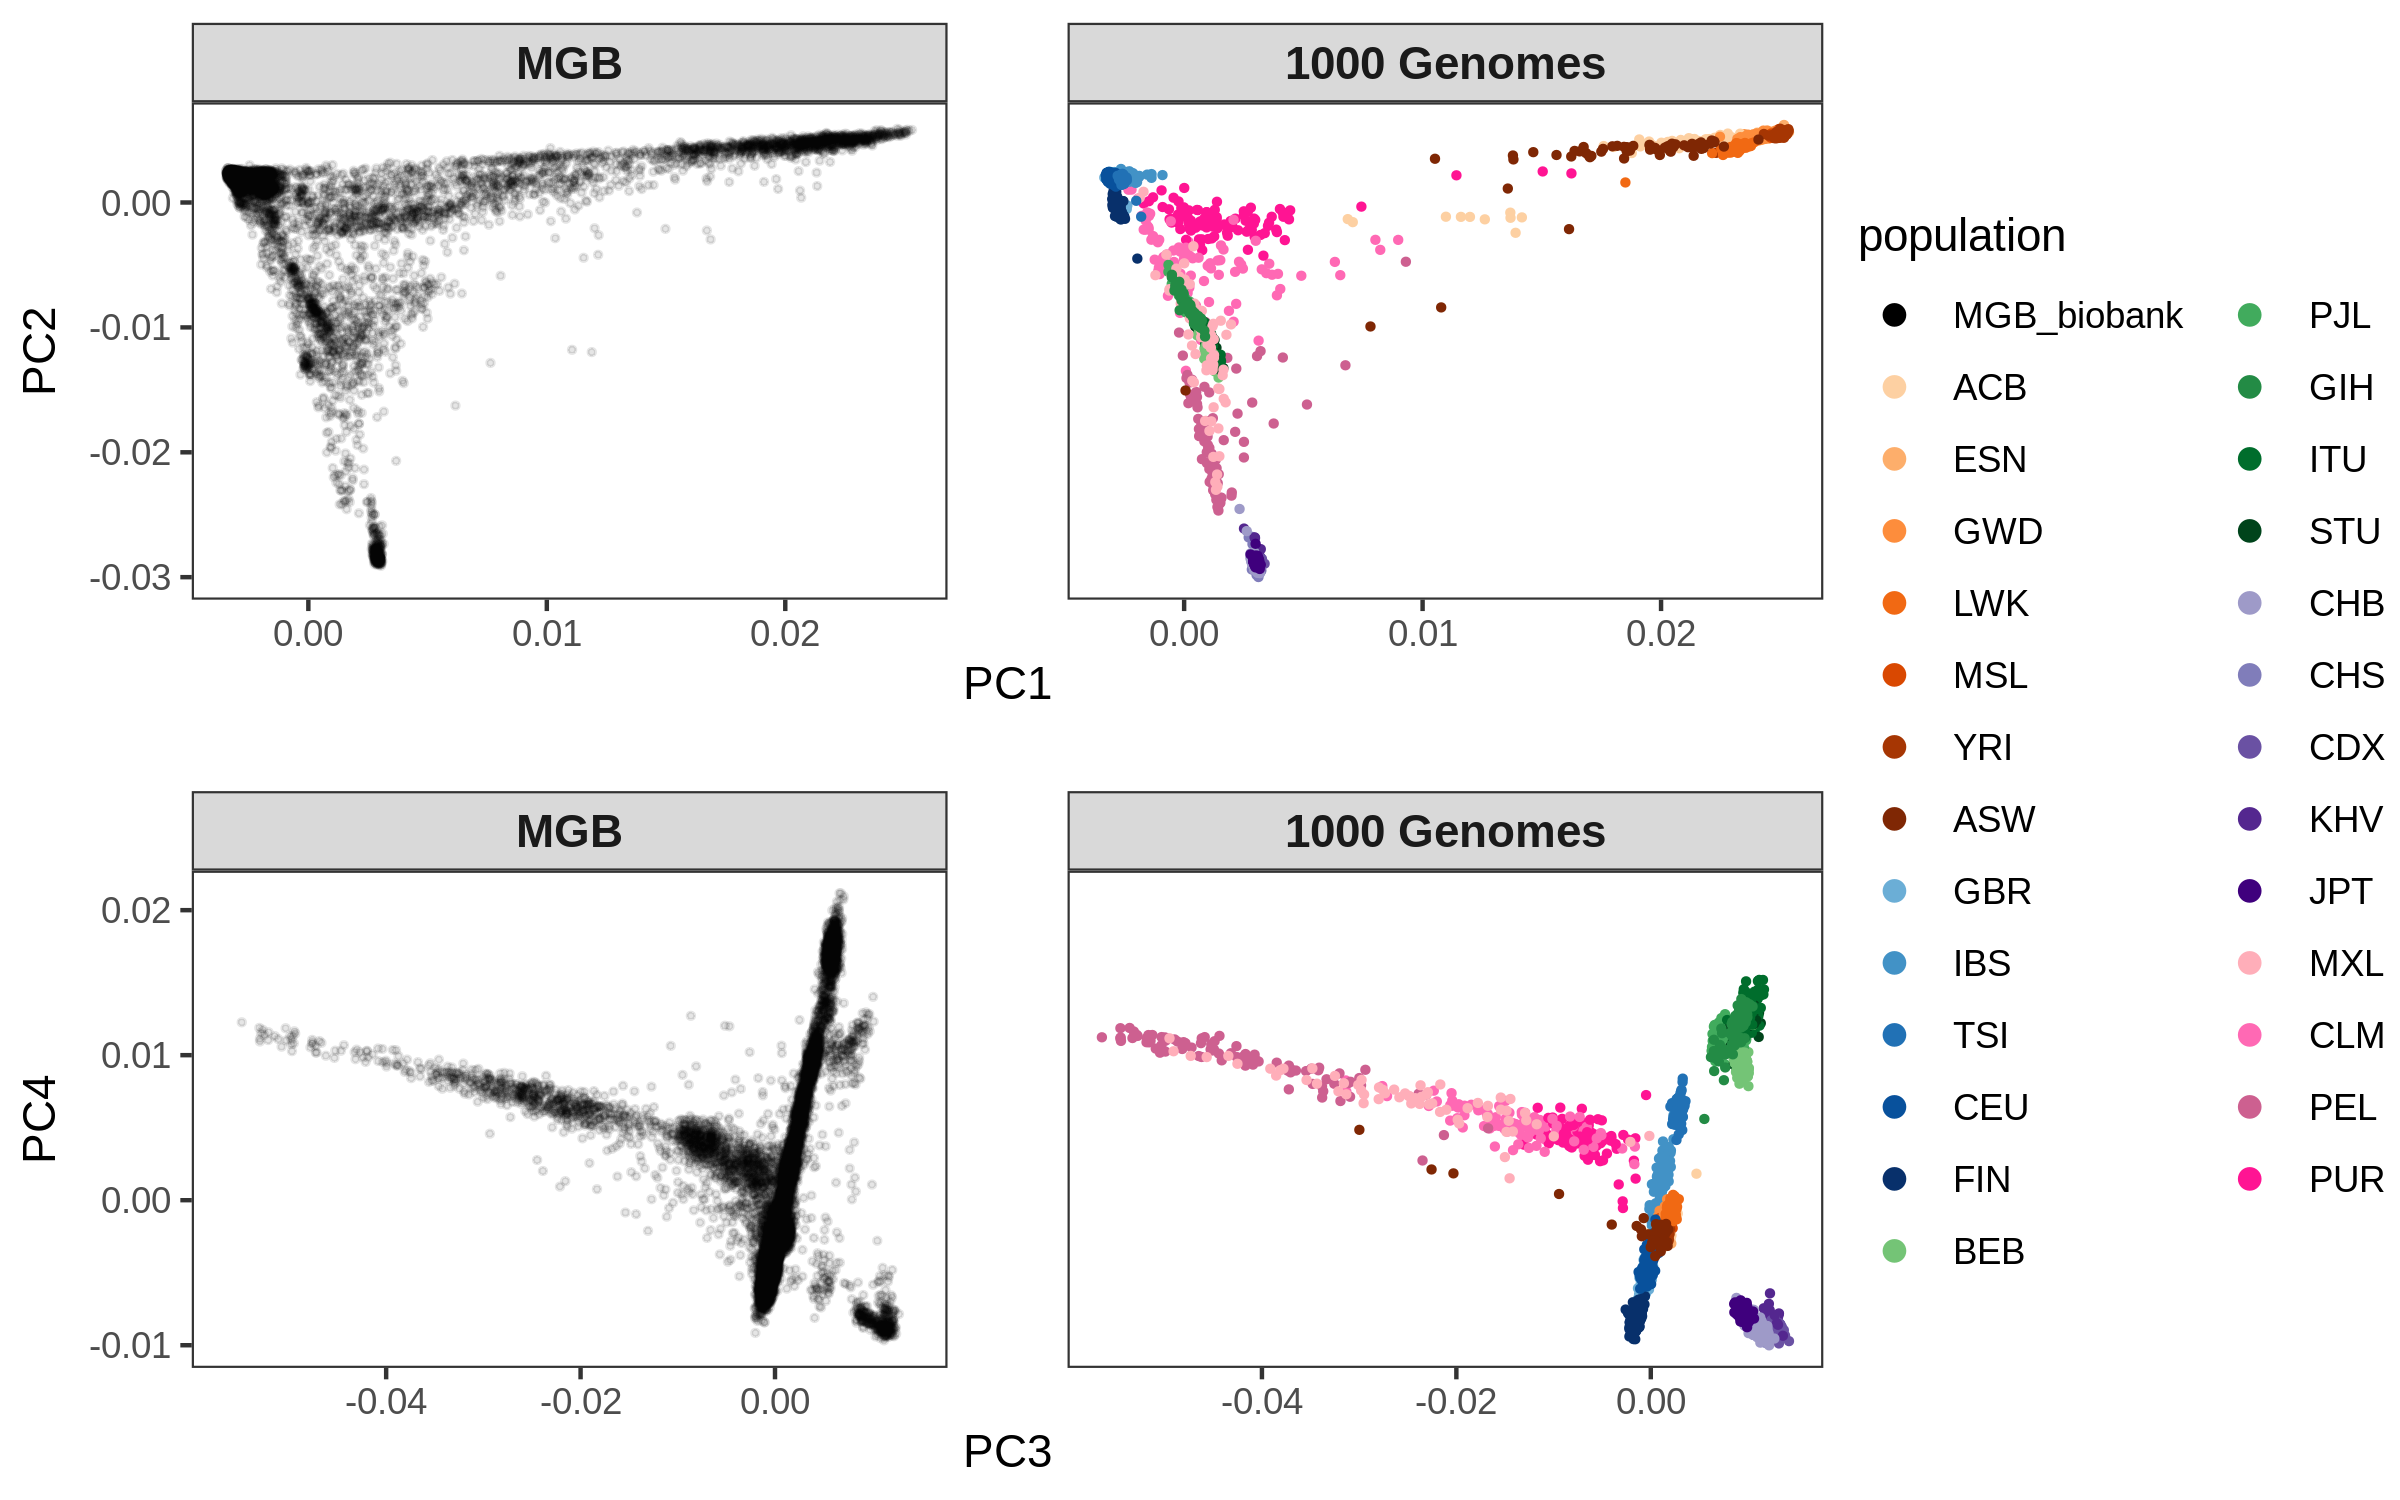 MGB
1000 Genomes
PC2
0.00
-0.01
-0.02
-0.03
0.00 0.01 0.02
0.00 0.01 0.02
PC1
MGB
1000 Genomes
PC4
0.02
0.01
0.00
-0.01
-0.04 -0.02 0.00
-0.04 -0.02 0.00
PC3
population
MGB_biobank
ACB
ESN
GWD
LWK
MSL
YRI
ASW
GBR
IBS
TSI
CEU
FIN
BEB
PJL
GIH
ITU
STU
CHB
CHS
CDX
KHV
JPT
MXL
CLM
PEL
PUR